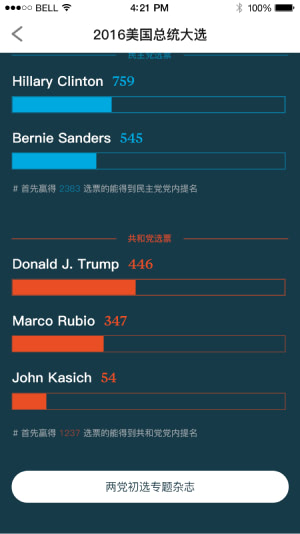 BELL 4:21 PM 100%
2016美国总统大选
民主党选票
Hillary Clinton 759
Bernie Sanders 545
# 首先赢得 2383 选票的能得到民主党党内提名
共和党选票
Donald J. Trump 446
Marco Rubio 347
John Kasich 54
# 首先赢得 1237 选票的能得到共和党党内提名
两党初选专题杂志